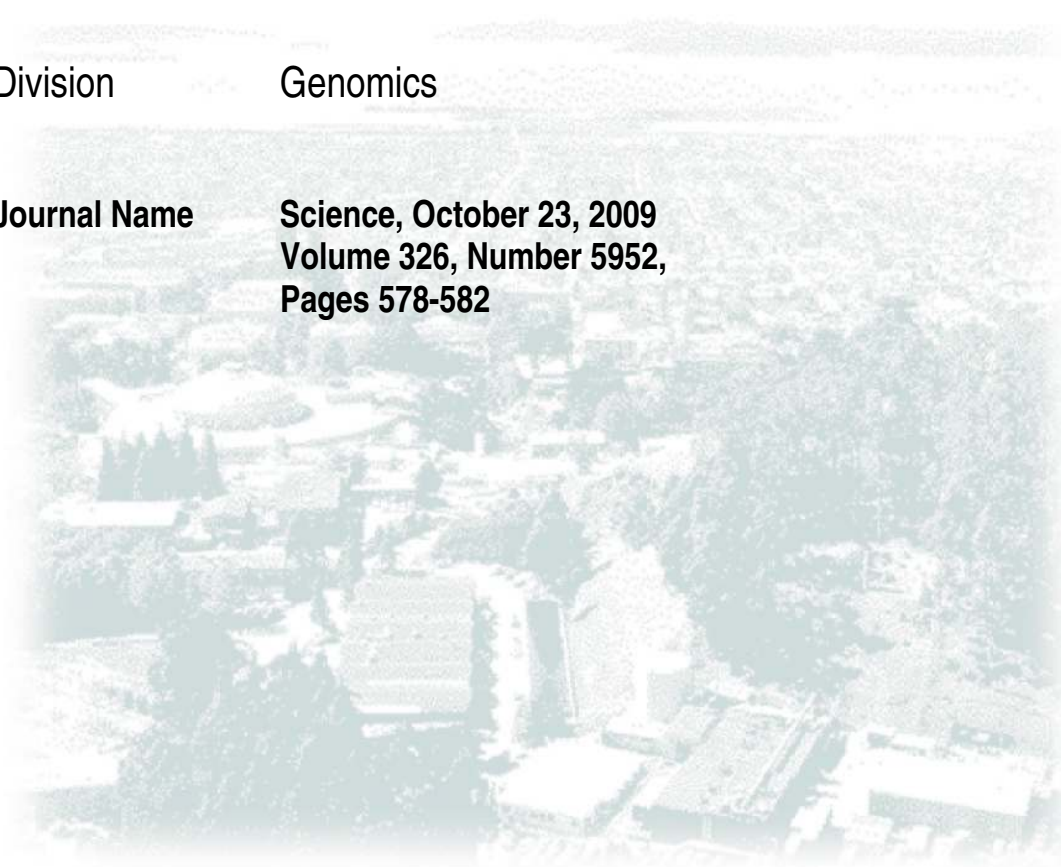 Division Genomics
Journal Name Science, October 23, 2009
Volume 326, Number 5952,
Pages 578-582